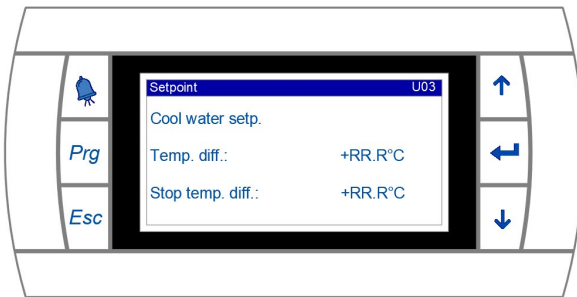 Setpoint U03
Cool water setp.
Prg
Temp. diff.: +RR.R°C
Stop temp. diff.: +RR.R°C
Esc